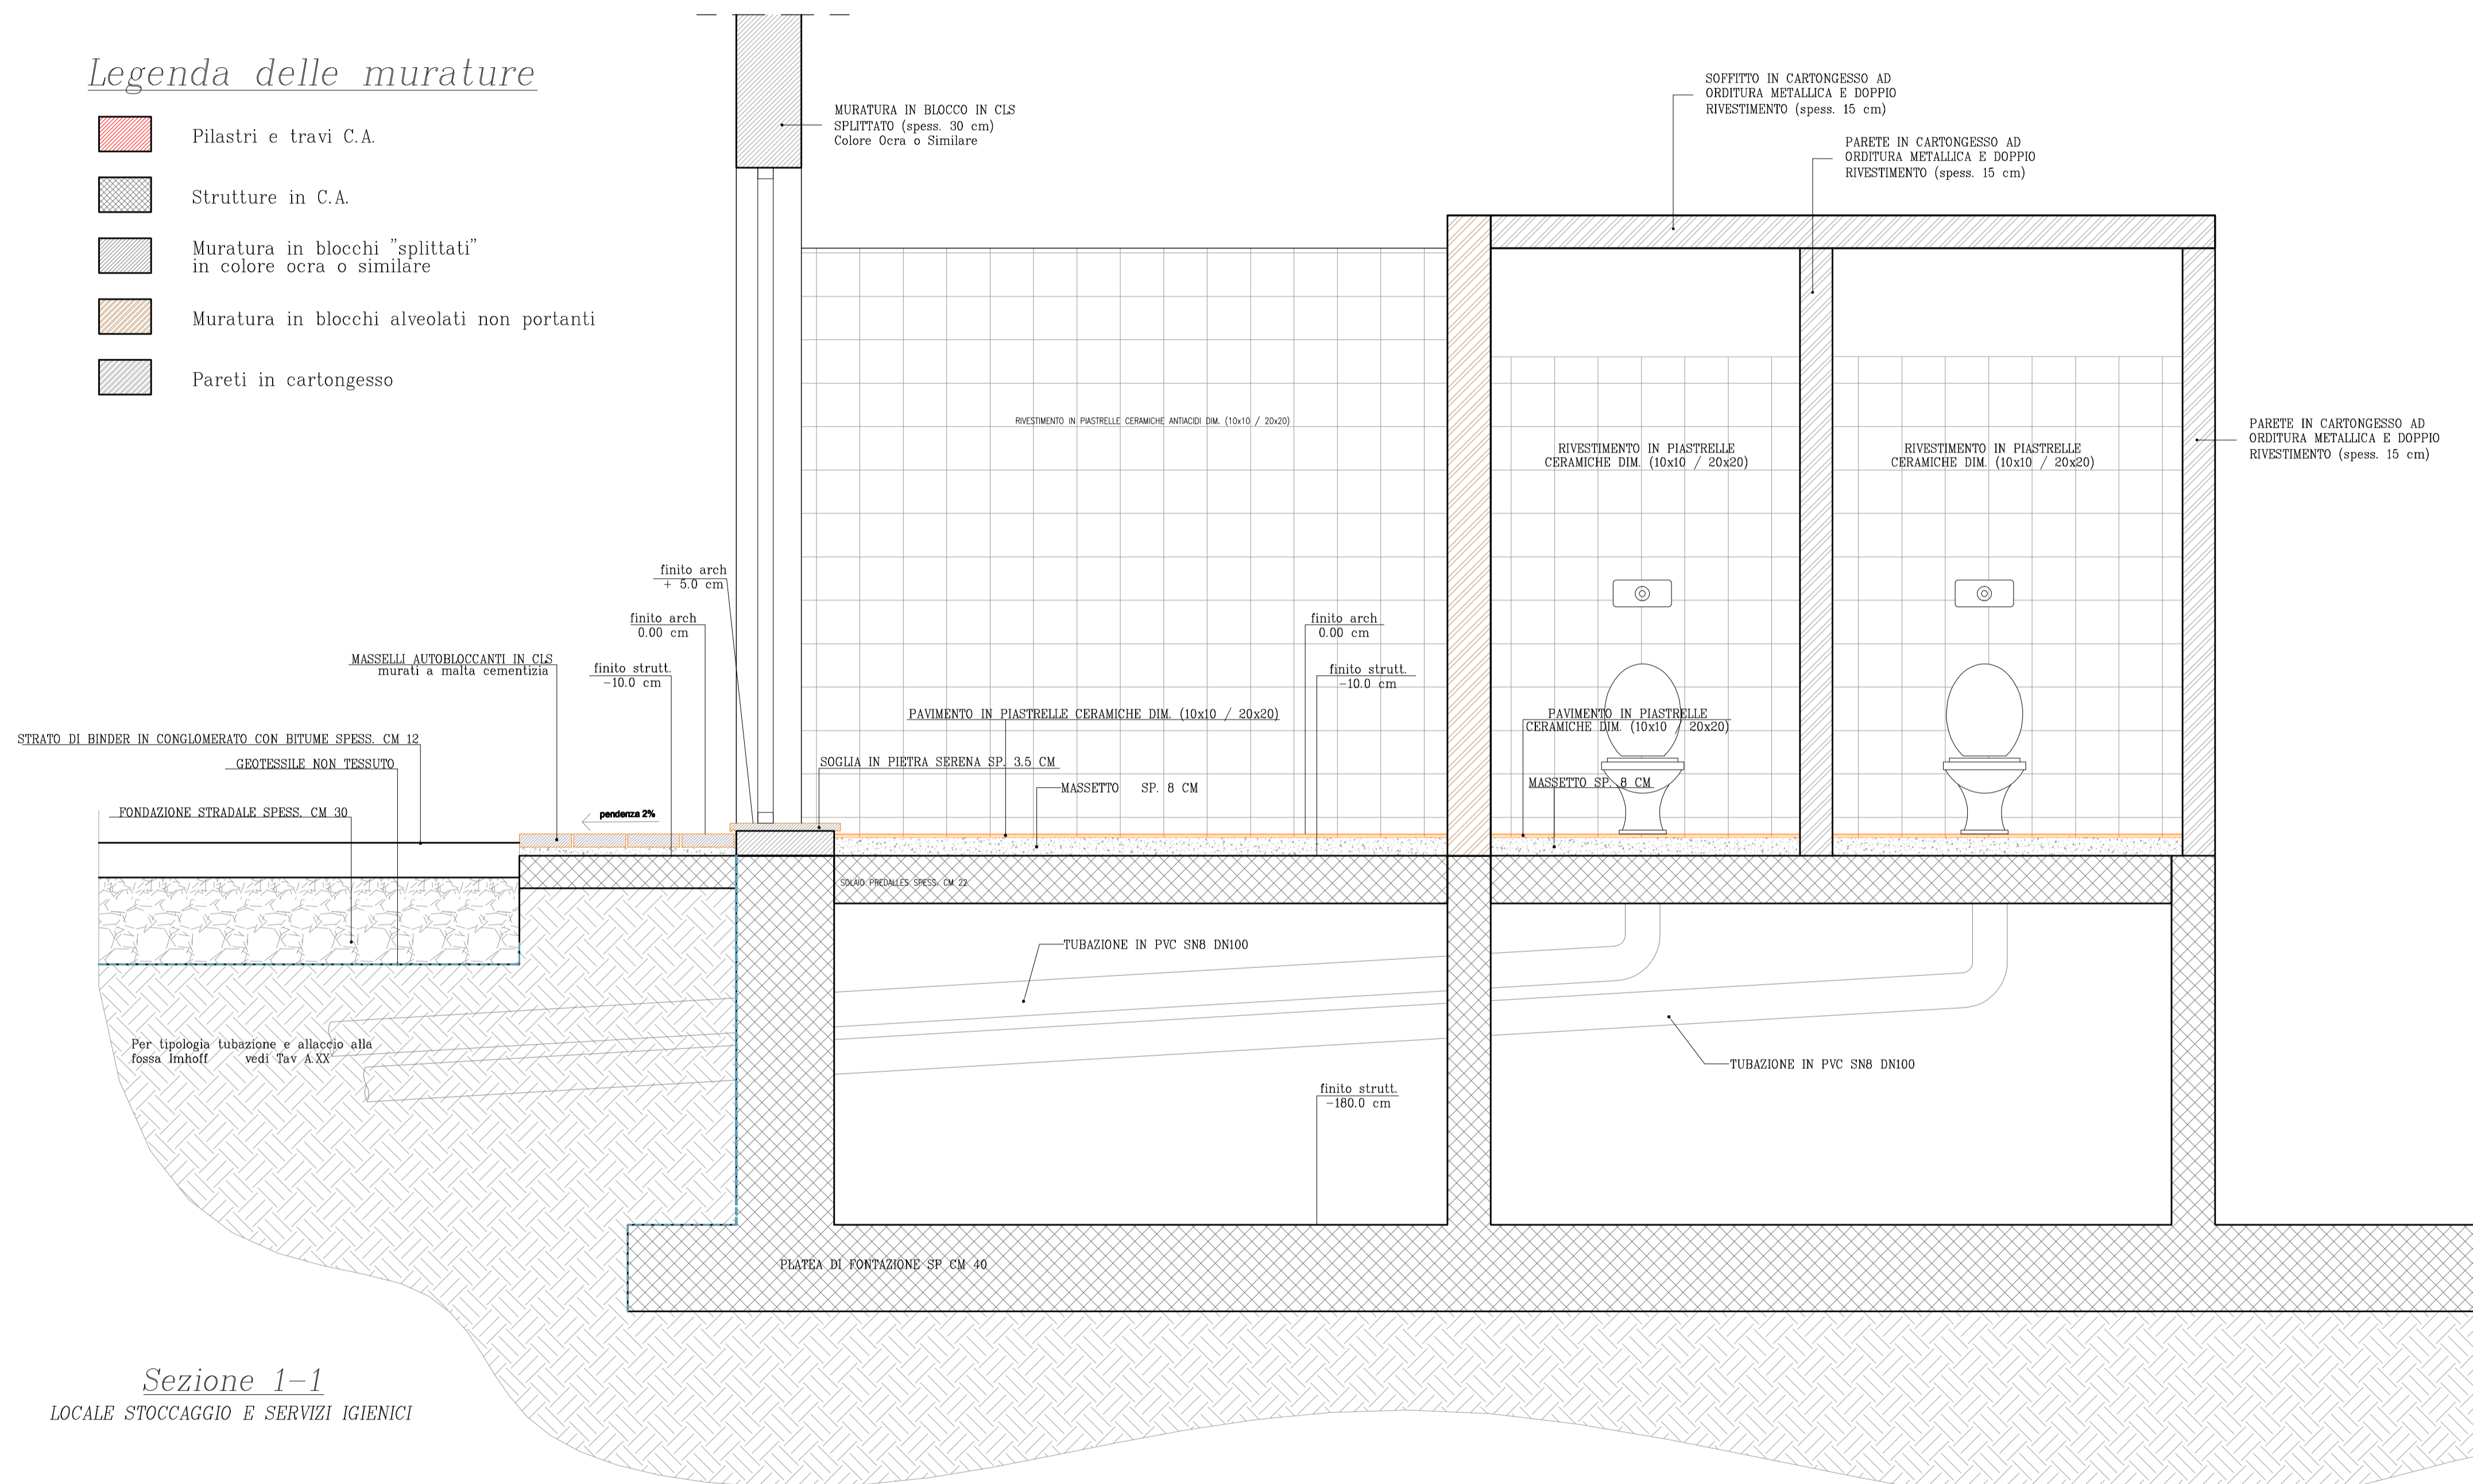 Legenda delle murature
Pilastri e travi C.A.
Strutture in C.A.
Muratura in blocchi "splittati"
in colore ocra o similare
Muratura in blocchi alveolati non portanti
Pareti in cartongesso
MURATURA IN BLOCCO IN CLS
SPLITTATO (spess. 30 cm)
Colore Ocra o Similare
SOFFITTO IN CARTONGESSO AD
ORDITURA METALLICA E DOPPIO
RIVESTIMENTO (spess. 15 cm)
PARETE IN CARTONGESSO AD
ORDITURA METALLICA E DOPPIO
RIVESTIMENTO (spess. 15 cm)
RIVESTIMENTO IN PIASTRELLE CERAMICHE ANTIACIDI DIM. (10x10 / 20x20)
RIVESTIMENTO IN PIASTRELLE
CERAMICHE DIM. (10x10 / 20x20)
RIVESTIMENTO IN PIASTRELLE
CERAMICHE DIM. (10x10 / 20x20)
PARETE IN CARTONGESSO AD
ORDITURA METALLICA E DOPPIO
RIVESTIMENTO (spess. 15 cm)
finito arch
+ 5.0 cm
finito arch
0.00 cm
finito arch
0.00 cm
MASSELLI AUTOBLOCCANTI IN CLS
murati a malta cementizia
finito strutt.
-10.0 cm
finito strutt.
-10.0 cm
PAVIMENTO IN PIASTRELLE CERAMICHE DIM. (10x10 / 20x20)
PAVIMENTO IN PIASTRELLE
CERAMICHE DIM. (10x10 / 20x20)
STRATO DI BINDER IN CONGLOMERATO CON BITUME SPESS. CM 12
GEOTESSILE NON TESSUTO
SOGLIA IN PIETRA SERENA SP. 3.5 CM
MASSETTO SP. 8 CM
MASSETTO SP. 8 CM
FONDAZIONE STRADALE SPESS. CM 30
pendenza 2%
SOLAIO PREDALLES SPESS. CM 22
TUBAZIONE IN PVC SN8 DN100
Per tipologia tubazione e allaccio alla
fossa Imhoff vedi Tav A.XX
TUBAZIONE IN PVC SN8 DN100
finito strutt.
-180.0 cm
PLATEA DI FONTAZIONE SP CM 40
Sezione 1-1
LOCALE STOCCAGGIO E SERVIZI IGIENICI